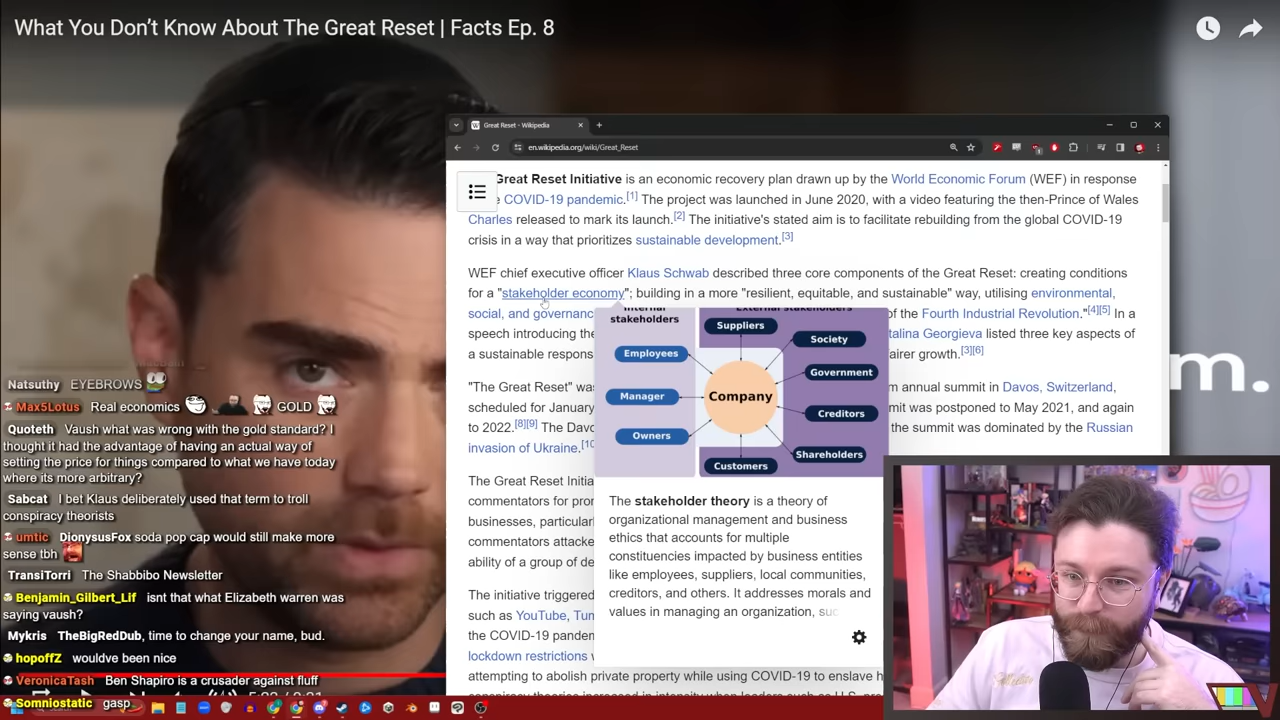 What You Don't Know About The Great Reset | Facts Ep. 8
Great Reset - Wikipedia
en.wikipedia.org/wiki/Great_Reset
Great Reset Initiative is an economic recovery plan drawn up by the World Economic Forum (WEF) in response
COVID-19 pandemic.[1] The project was launched in June 2020, with a video featuring the then-Prince of Wales
Charles released to mark its launch.[2] The initiative's stated aim is to facilitate rebuilding from the global COVID-19
crisis in a way that prioritizes sustainable development.[3]
WEF chief executive officer Klaus Schwab described three core components of the Great Reset: creating conditions
for a "stakeholder economy"; building in a more "resilient, equitable, and sustainable" way, utilising environmental,
social, and governanc of the Fourth Industrial Revolution."[4][5] In a
speech introducing the talina Georgieva listed three key aspects of
a sustainable respons airer growth.[3][6]
"The Great Reset" was m annual summit in Davos, Switzerland,
scheduled for January mit was postponed to May 2021, and again
to 2022.[8][9] The Davo the summit was dominated by the Russian
invasion of Ukraine.[10
The Great Reset Initia
commentators for pron
businesses, particularl
commentators attacke
ability of a group of de
The initiative triggered
such as YouTube, Tun
the COVID-19 pandem
lockdown restrictions w
attempting to abolish private property while using COVID-19 to enslave h
Internal
stakeholders
External stakeholders
Suppliers
Society
Employees
Government
Manager
Company
Creditors
Owners
Shareholders
Customers
The stakeholder theory is a theory of
organizational management and business
ethics that accounts for multiple
constituencies impacted by business entities
like employees, suppliers, local communities,
creditors, and others. It addresses morals and
values in managing an organization, suc
m.
Natsuthy EYEBROWS
Max5Lotus Real economics GOLD
Quoteth Vaush what was wrong with the gold standard? I
thought it had the advantage of having an actual way of
setting the price for things compared to what we have today
where its more arbitrary?
Sabcat I bet Klaus deliberately used that term to troll
conspiracy theorists
umtic DionysusFox soda pop cap would still make more
sense tbh
TransiTorri The Shabbibo Newsletter
Benjamin_Gilbert_Lif isnt that what Elizabeth warren was
saying vaush?
Mykris TheBigRedDub, time to change your name, bud.
hopoffZ wouldve been nice
VeronicaTash Ben Shapiro is a crusader against fluff
Somniostatic gasp